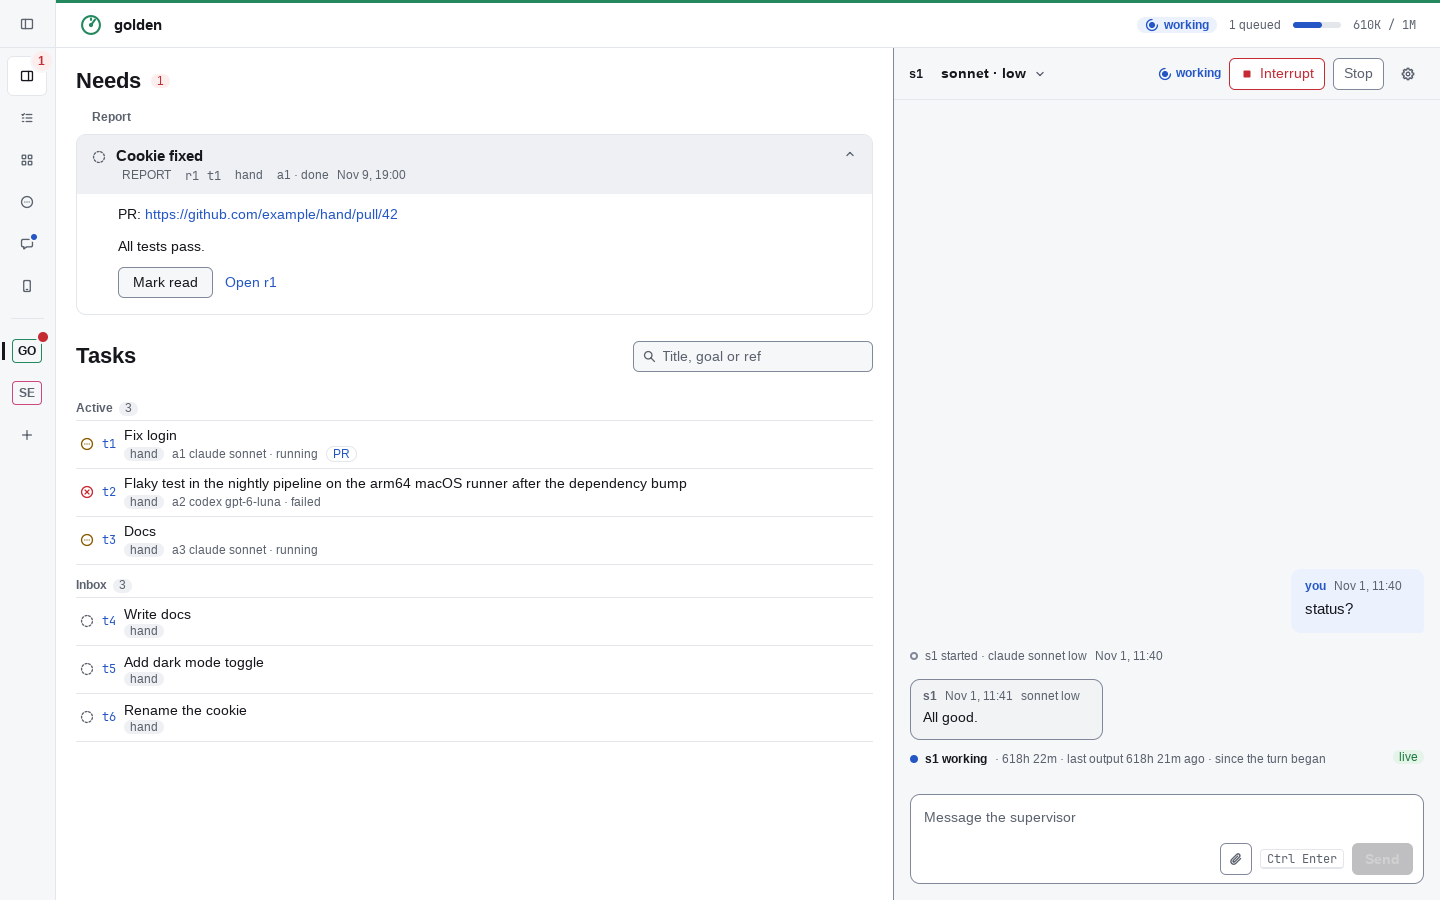 golden
working
1 queued
610K / 1M
1
GO
SE
Needs 1
Report
Cookie fixed
REPORT r1 t1 hand a1 · done Nov 9, 19:00
PR: https://github.com/example/hand/pull/42
All tests pass.
Mark read
Open r1
Tasks
Title, goal or ref
Active 3
t1 Fix login
hand a1 claude sonnet · running PR
t2 Flaky test in the nightly pipeline on the arm64 macOS runner after the dependency bump
hand a2 codex gpt-6-luna · failed
t3 Docs
hand a3 claude sonnet · running
Inbox 3
t4 Write docs
hand
t5 Add dark mode toggle
hand
t6 Rename the cookie
hand
s1 sonnet · low
working
Interrupt
Stop
you Nov 1, 11:40
status?
s1 started · claude sonnet low Nov 1, 11:40
s1 Nov 1, 11:41 sonnet low
All good.
s1 working · 618h 22m · last output 618h 21m ago · since the turn began
live
Message the supervisor
Ctrl Enter
Send